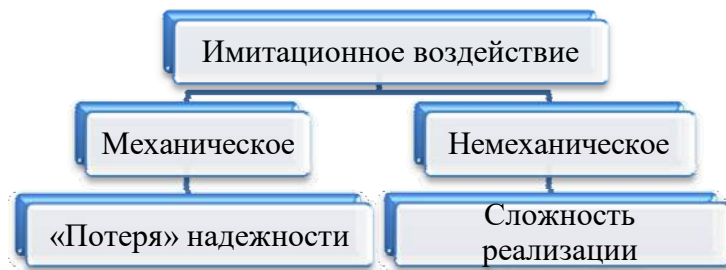 Имитационное воздействие
Механическое
Немеханическое
«Потеря» надежности
Сложность
реализации